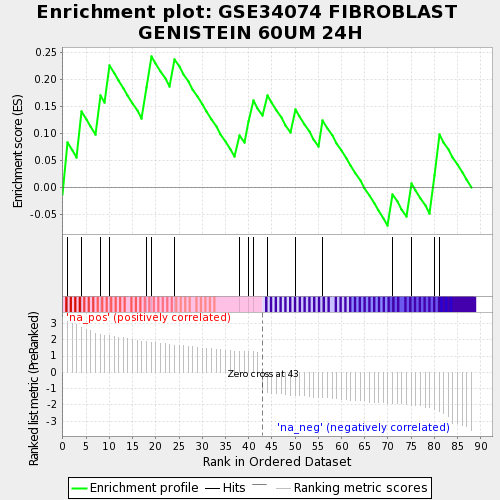 Enrichment plot: GSE34074 FIBROBLAST
GENISTEIN 60UM 24H
Enrichment score (ES)
0.25
0.20
0.15
0.10
0.05
0.00
-0.05
'na_pos' (positively correlated)
Ranked list metric (PreRanked)
3
2
1
0
-1
-2
-3
Zero cross at 43
'na_neg' (negatively correlated)
0 5 10 15 20 25 30 35 40 45 50 55 60 65 70 75 80 85 90
Rank in Ordered Dataset
Enrichment profile Hits Ranking metric scores